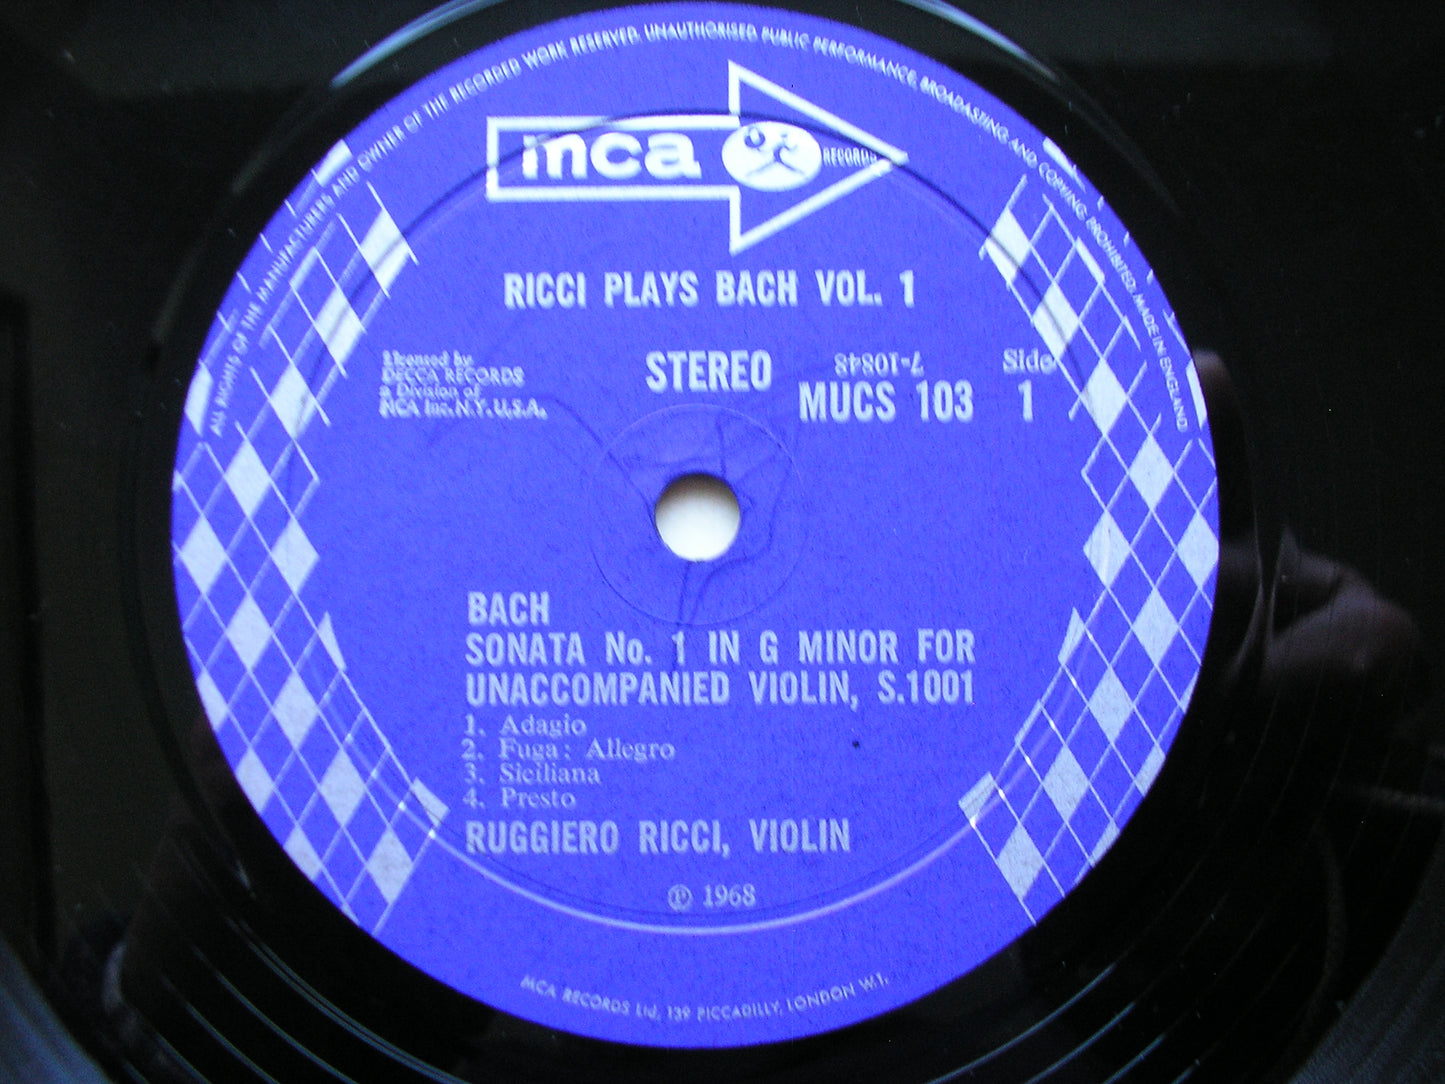 ALL RIGHTS OF THE MANUFACTURERS AND OWNER OF THE RECORDED WORK RESERVED. UNAUTHORISED PUBLIC PERFORMANCE, BROADASTING AND COPYING PROHIBITED. MADE IN ENGLAND
mca RECORDS
RICCI PLAYS BACH VOL. 1
Licensed by
DECCA RECORDS
a Division of
MCA Inc. N.Y. U.S.A.
STEREO
7-10848
MUCS 103
Side
1
BACH
SONATA No. 1 IN G MINOR FOR
UNACCOMPANIED VIOLIN, S.1001
1. Adagio
2. Fuga: Allegro
3. Siciliana
4. Presto
RUGGIERO RICCI, VIOLIN
℗ 1968
MCA RECORDS Ltd, 139 PICCADILLY, LONDON W.1.